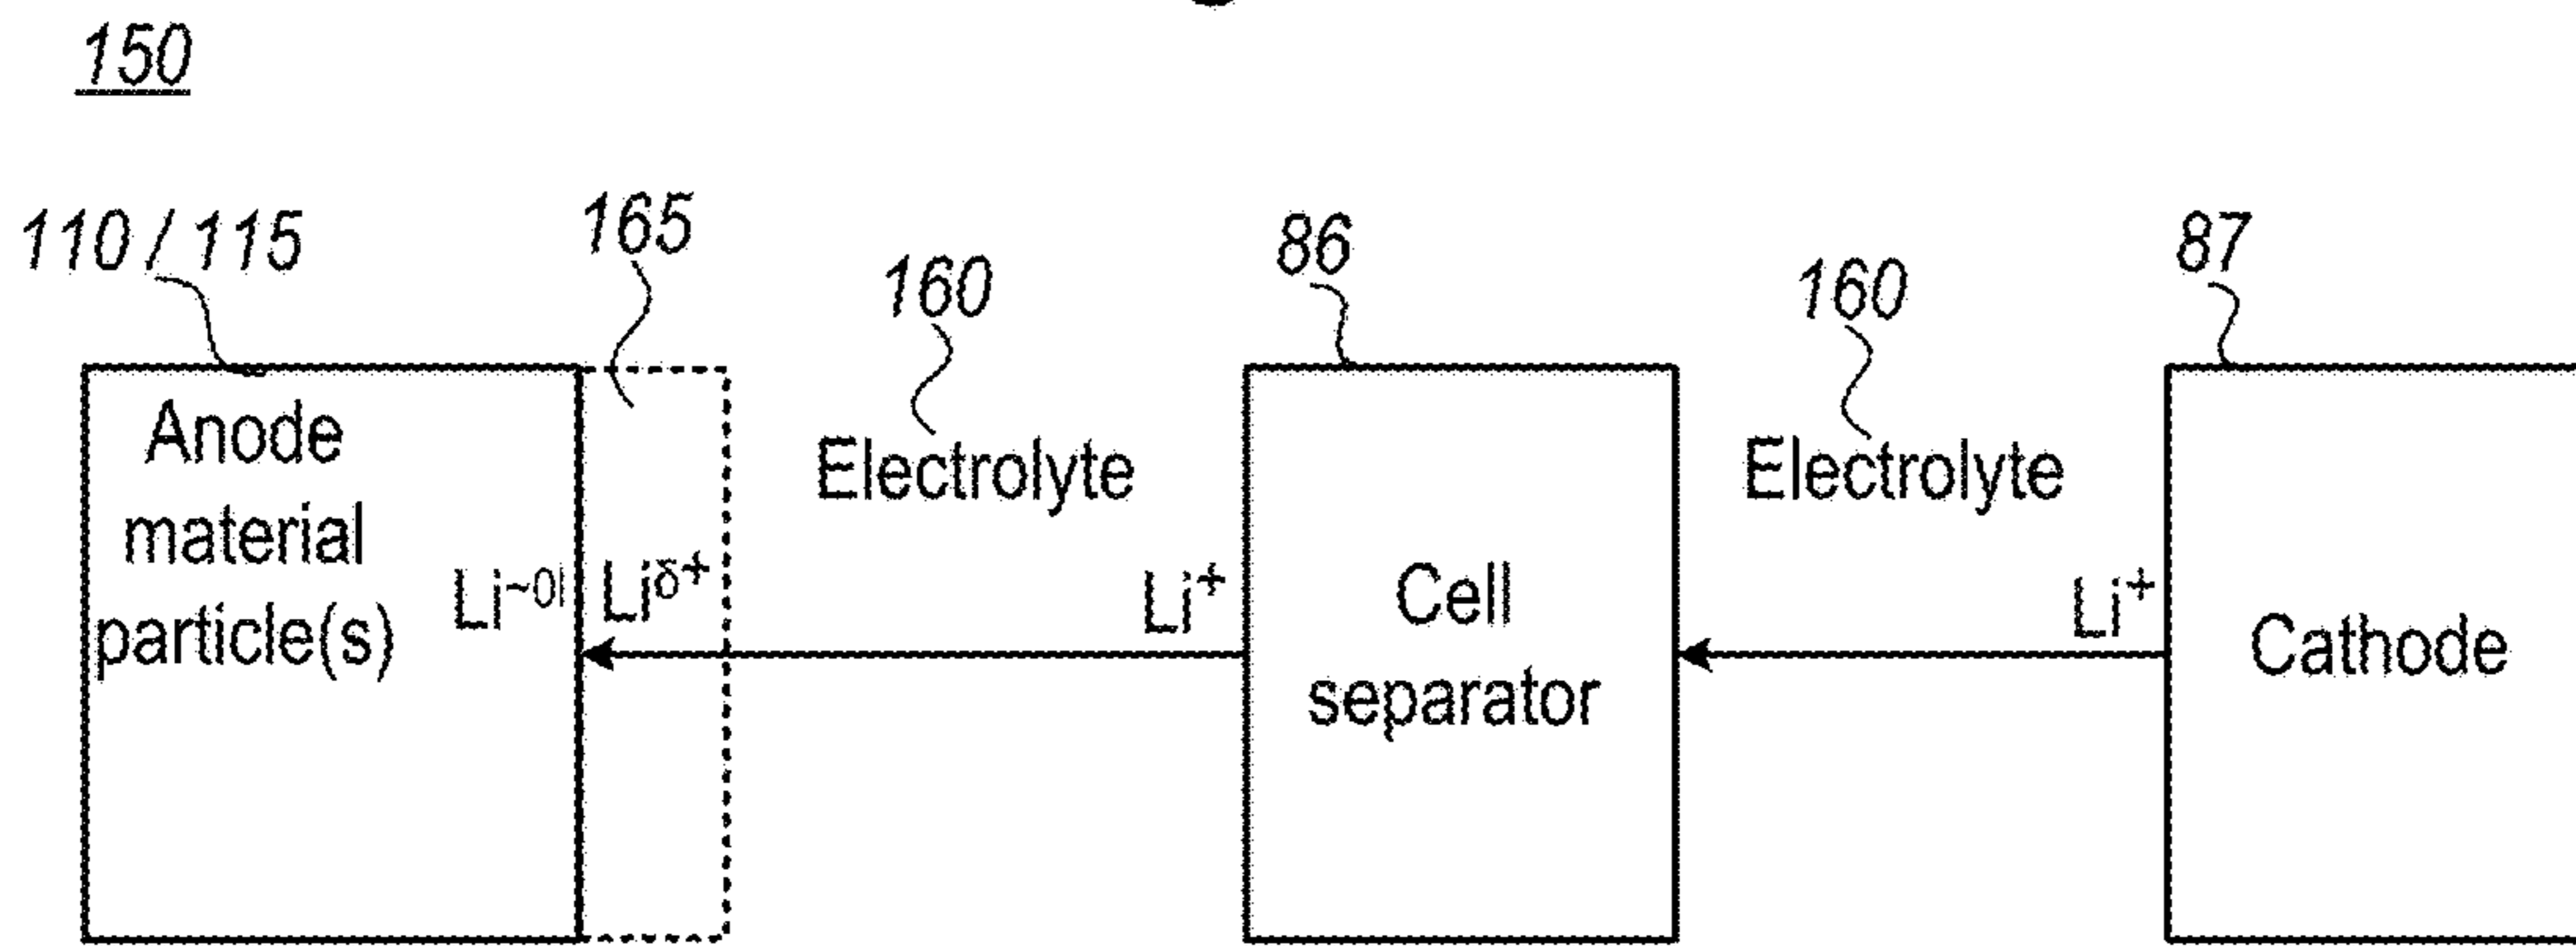 150
110 / 115
165
160
86
160
87
Anode
material
particle(s)
Li~0l
Liδ+
Electrolyte
Li+
Cell
separator
Electrolyte
Li+
Cathode